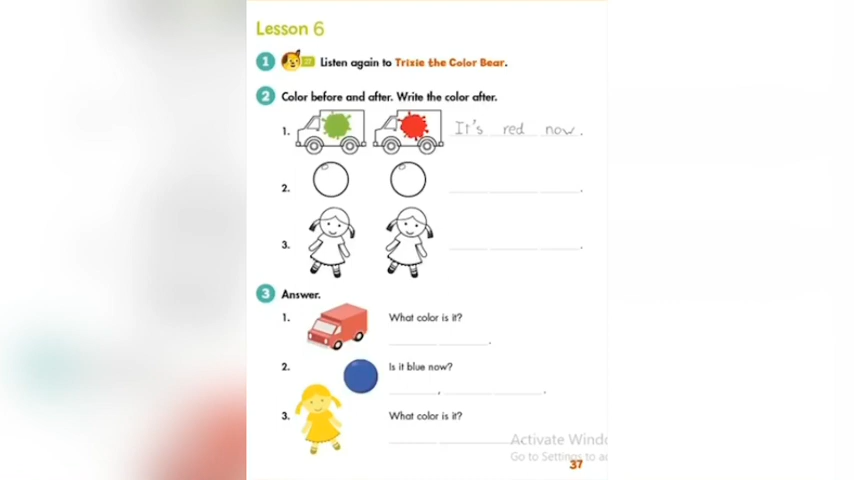 Lesson 6
1 27 Listen again to Trixie the Color Bear.
2 Color before and after. Write the color after.
1. It's red now.
2.
3.
3 Answer.
1. What color is it?
2. Is it blue now?
3. What color is it?
Activate Windo
Go to Settings to a
37